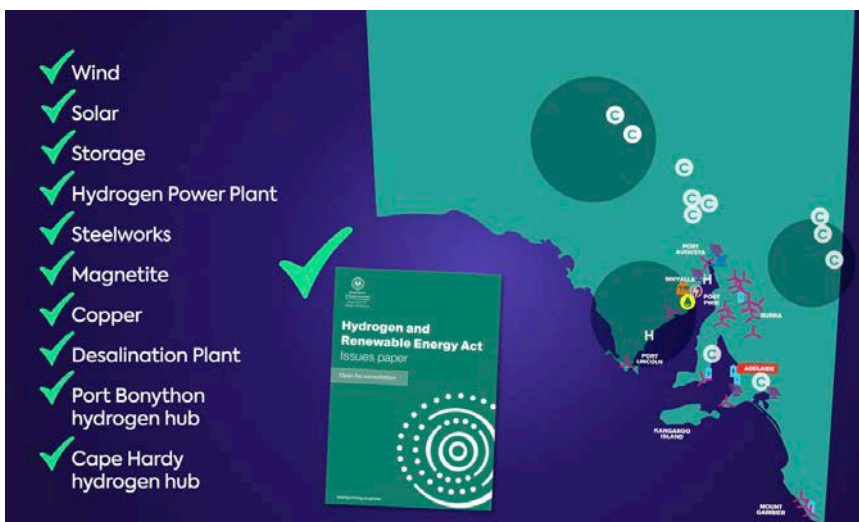 Wind
Solar
Storage
Hydrogen Power Plant
Steelworks
Magnetite
Copper
Desalination Plant
Port Bonython
hydrogen hub
Cape Hardy
hydrogen hub
Hydrogen and
Renewable Energy Act
Issues paper
Open for consultation
C
C
C
C
C
C
C
C
C
C
PORT
AUGUSTA
WHYALLA
H
PORT
PIRIE
BURRA
H
PORT
LINCOLN
C
ADELAIDE
C
KANGAROO
ISLAND
MOUNT
GAMBIER